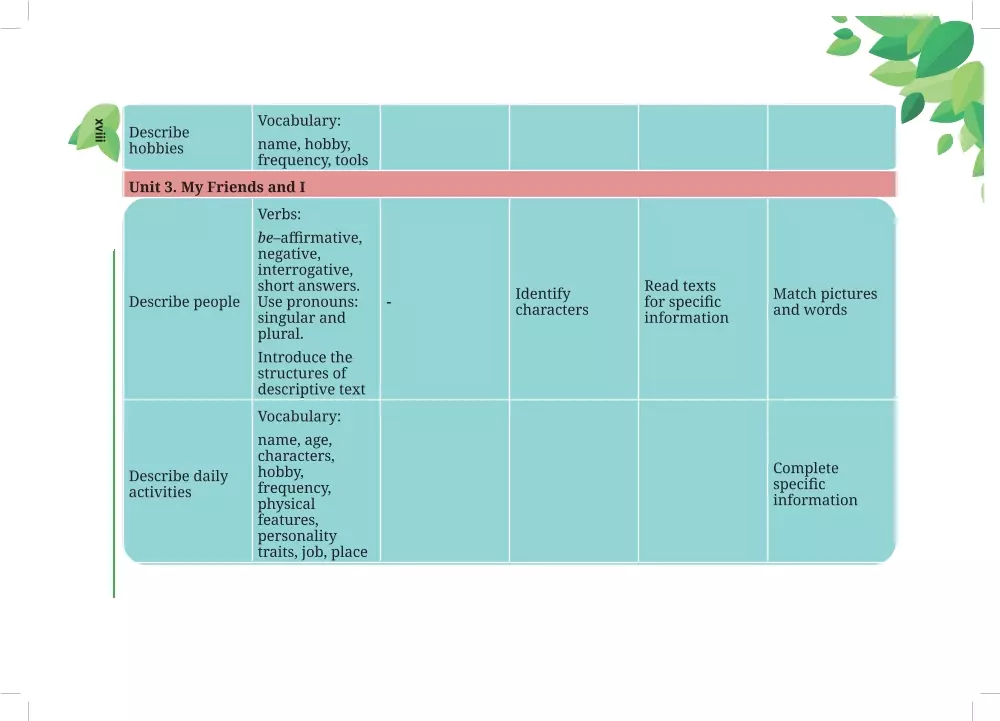 xviii
Describe
hobbies
Vocabulary:
name, hobby,
frequency, tools
Unit 3. My Friends and I
Describe people
Verbs:
be–affirmative,
negative,
interrogative,
short answers.
Use pronouns:
singular and
plural.
Introduce the
structures of
descriptive text
-
Identify
characters
Read texts
for specific
information
Match pictures
and words
Describe daily
activities
Vocabulary:
name, age,
characters,
hobby,
frequency,
physical
features,
personality
traits, job, place
Complete
specific
information